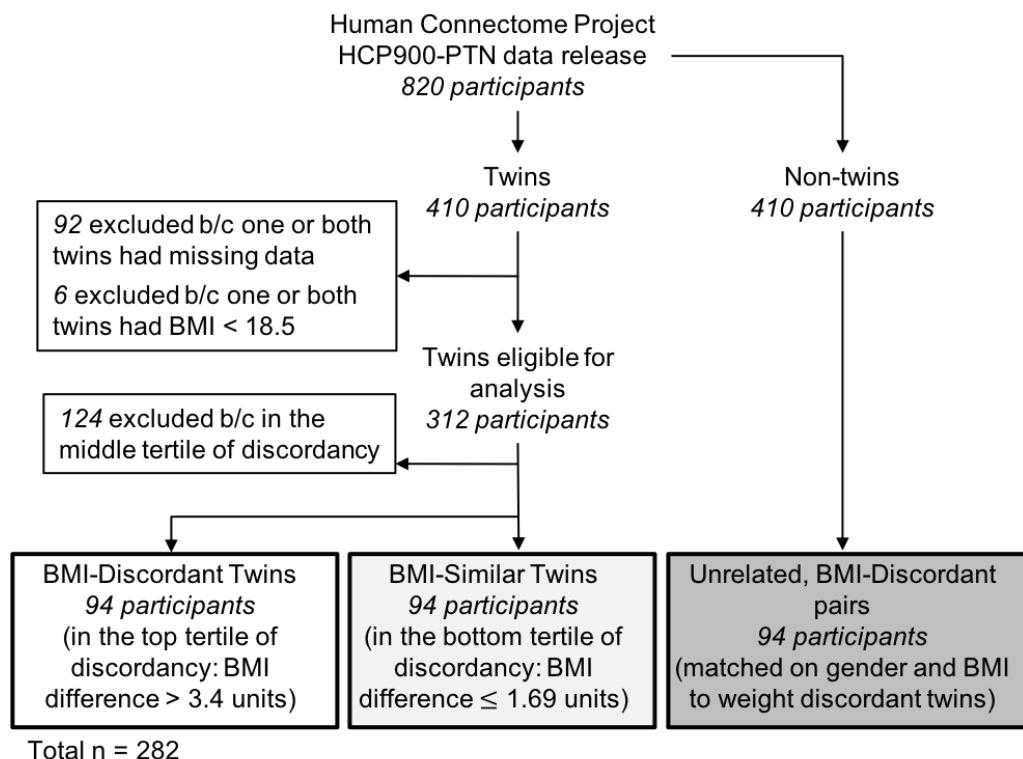 Human Connectome Project
HCP900-PTN data release
820 participants
Twins
410 participants
Non-twins
410 participants
92 excluded b/c one or both
twins had missing data
6 excluded b/c one or both
twins had BMI < 18.5
Twins eligible for
analysis
312 participants
124 excluded b/c in the
middle tertile of discordancy
BMI-Discordant Twins
94 participants
(in the top tertile of
discordancy: BMI
difference > 3.4 units)
BMI-Similar Twins
94 participants
(in the bottom tertile of
discordancy: BMI
difference ≤ 1.69 units)
Unrelated, BMI-Discordant
pairs
94 participants
(matched on gender and BMI
to weight discordant twins)
Total n = 282